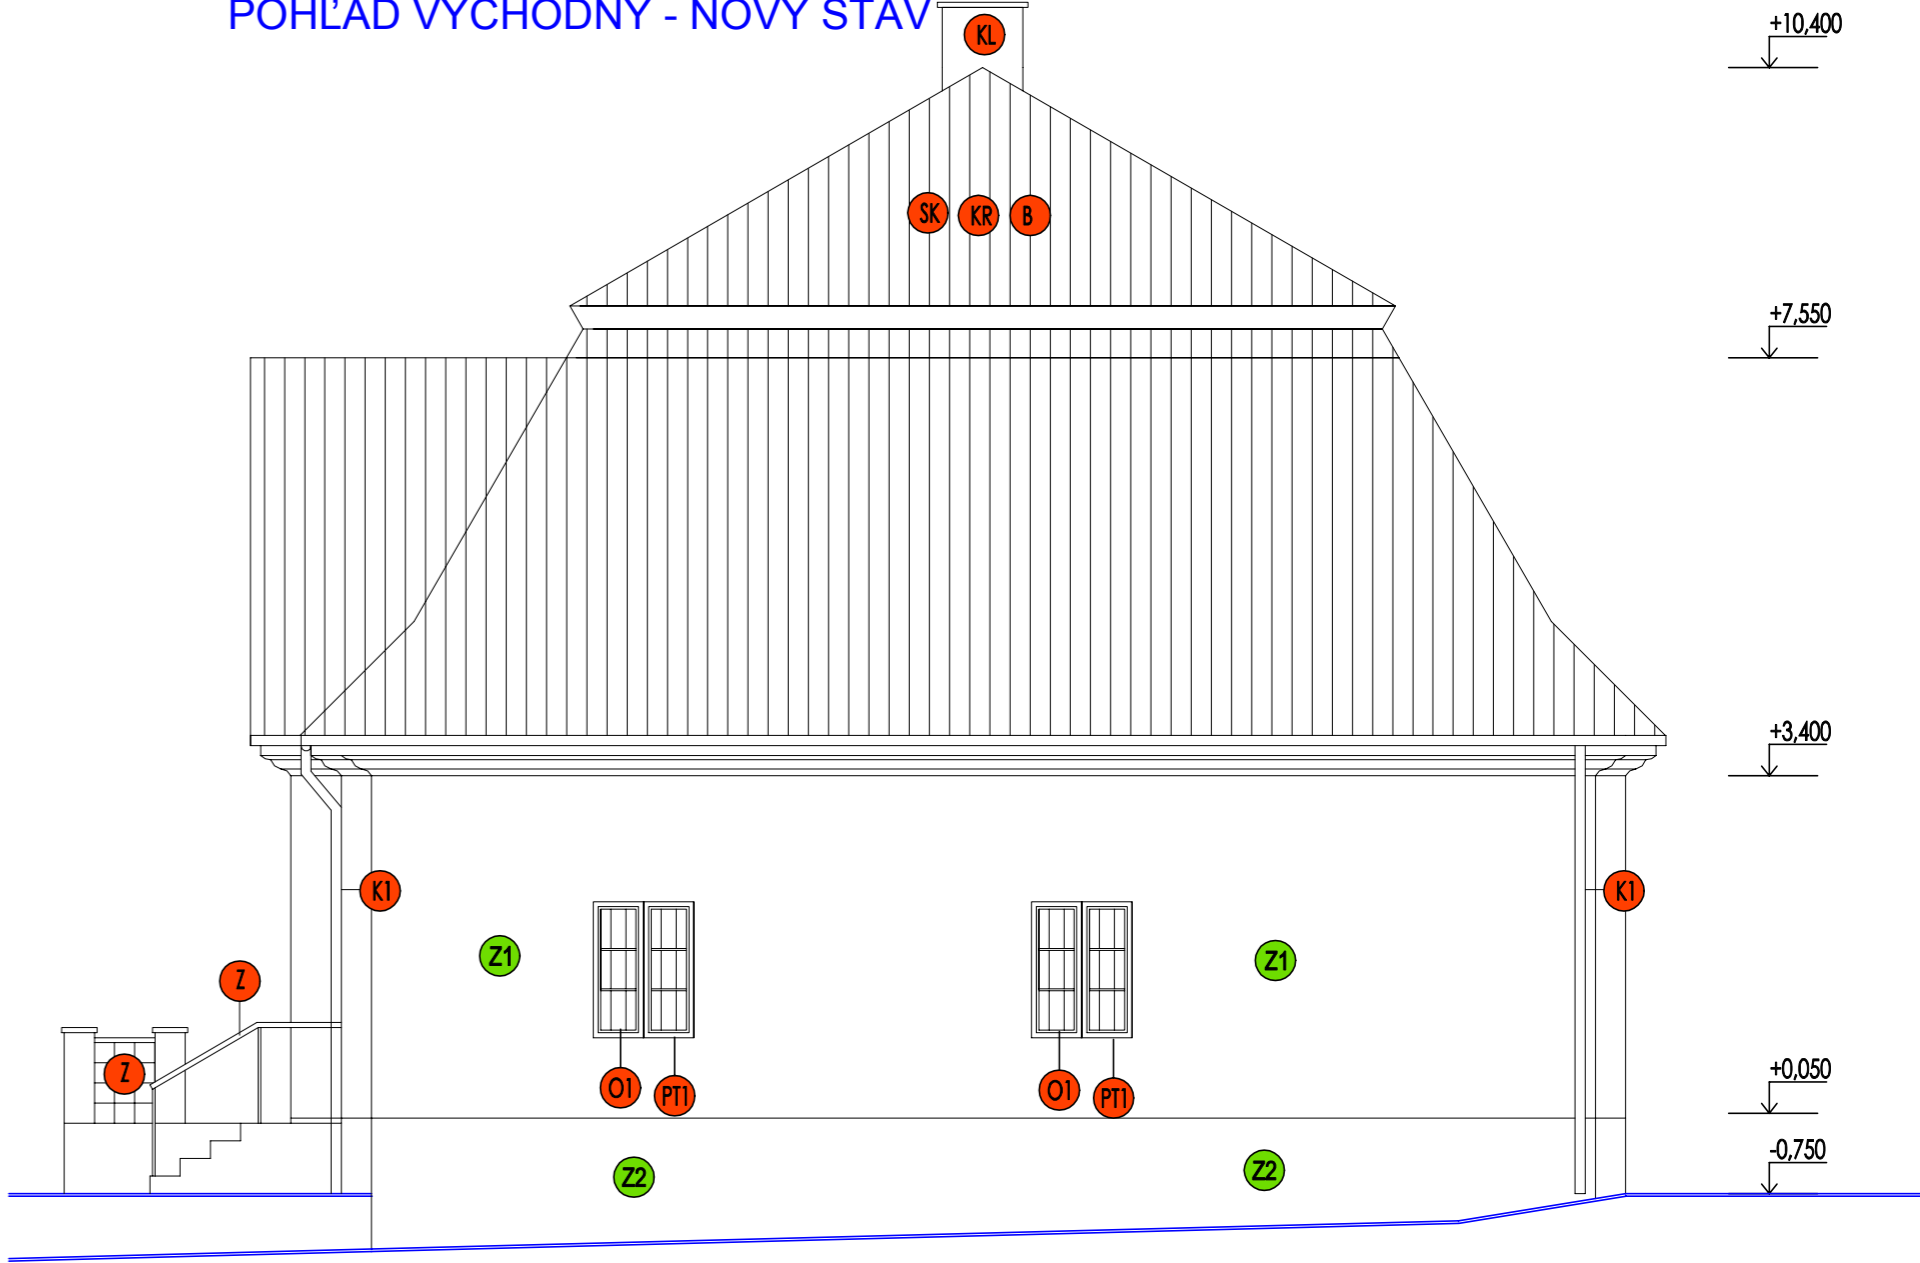 POHĽAD VÝCHODNÝ - NOVÝ STAV
KL
+10,400
SK KR B
+7,550
+3,400
K1 K1
Z1 Z1
Z
Z
O1 PT1 O1 PT1
+0,050
-0,750
Z2 Z2